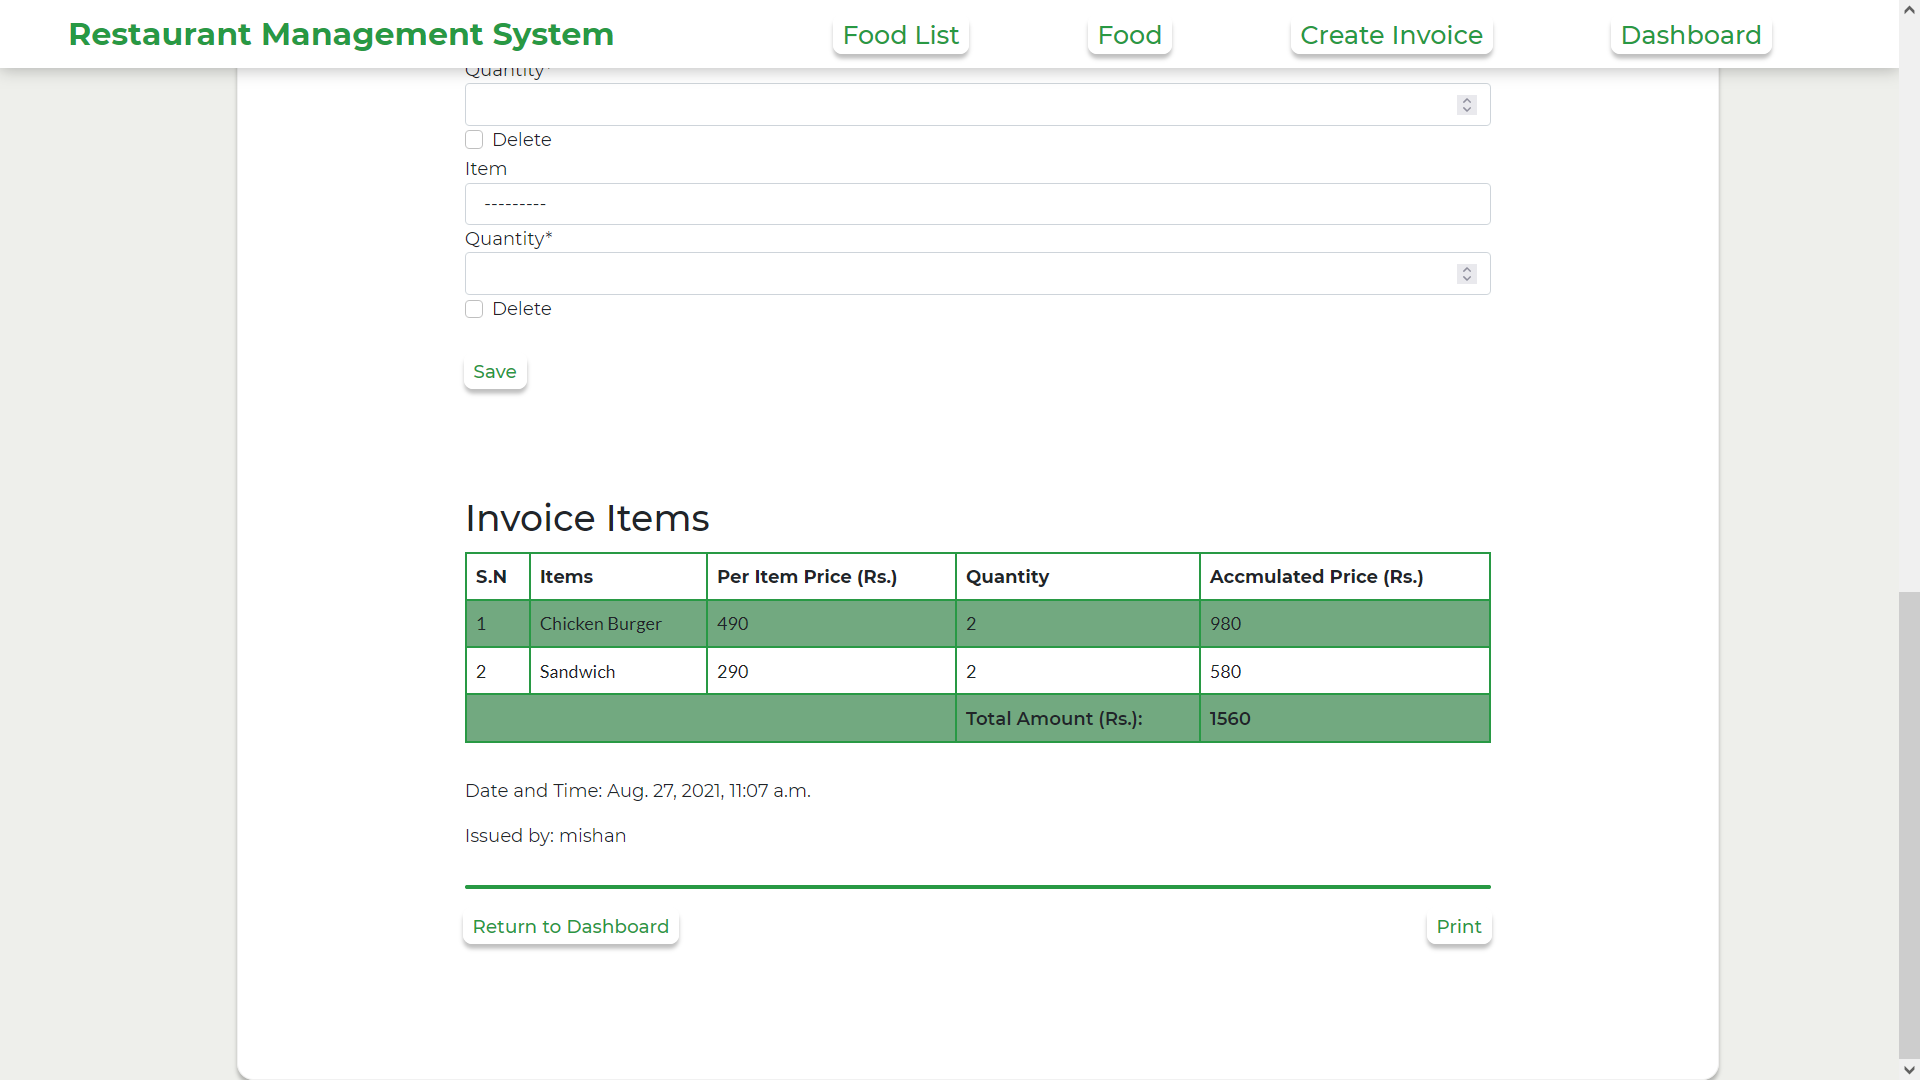 Restaurant Management System Food List Food Create Invoice Dashboard
Quantity*
Delete
Item
---------
Quantity*
Delete
Save
Invoice Items
S.N Items Per Item Price (Rs.) Quantity Accmulated Price (Rs.)
1 Chicken Burger 490 2 980
2 Sandwich 290 2 580
Total Amount (Rs.): 1560
Date and Time: Aug. 27, 2021, 11:07 a.m.
Issued by: mishan
Return to Dashboard Print